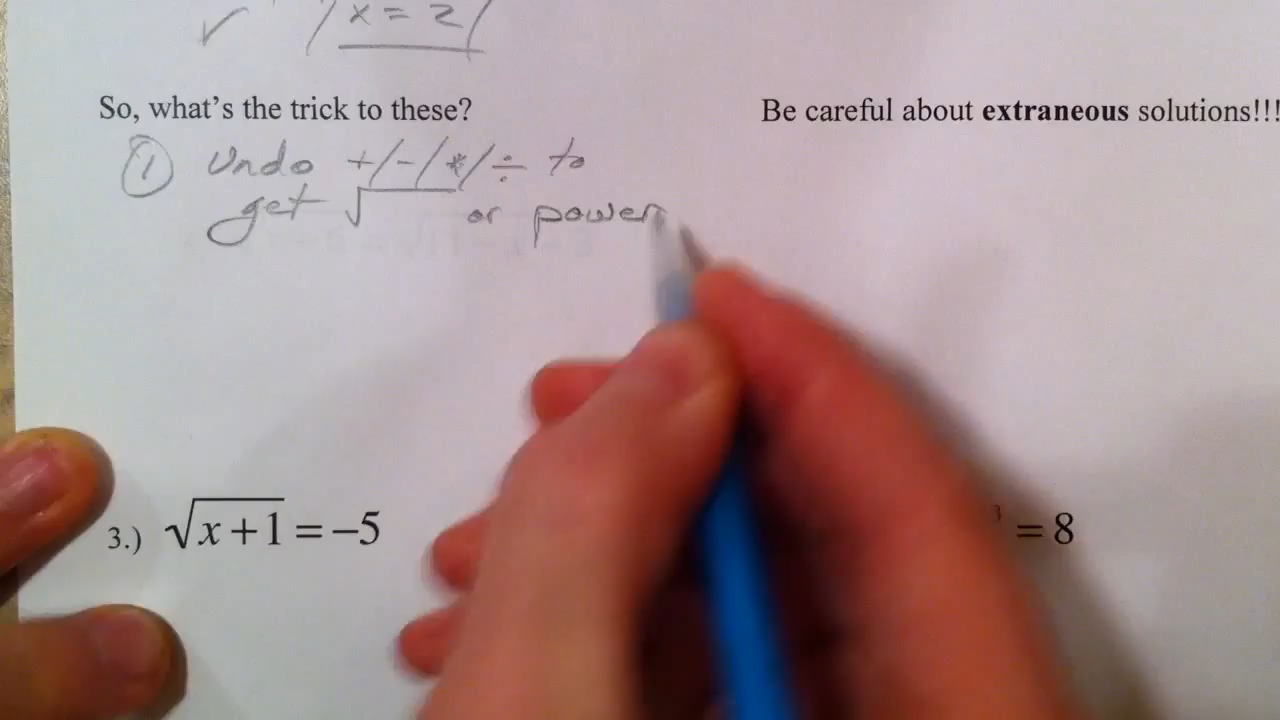 ✓ x = 2
So, what's the trick to these?
Be careful about extraneous solutions!!!
① Undo +/-/*/÷ to
get √ or power
3.) √x+1 = −5
3 = 8